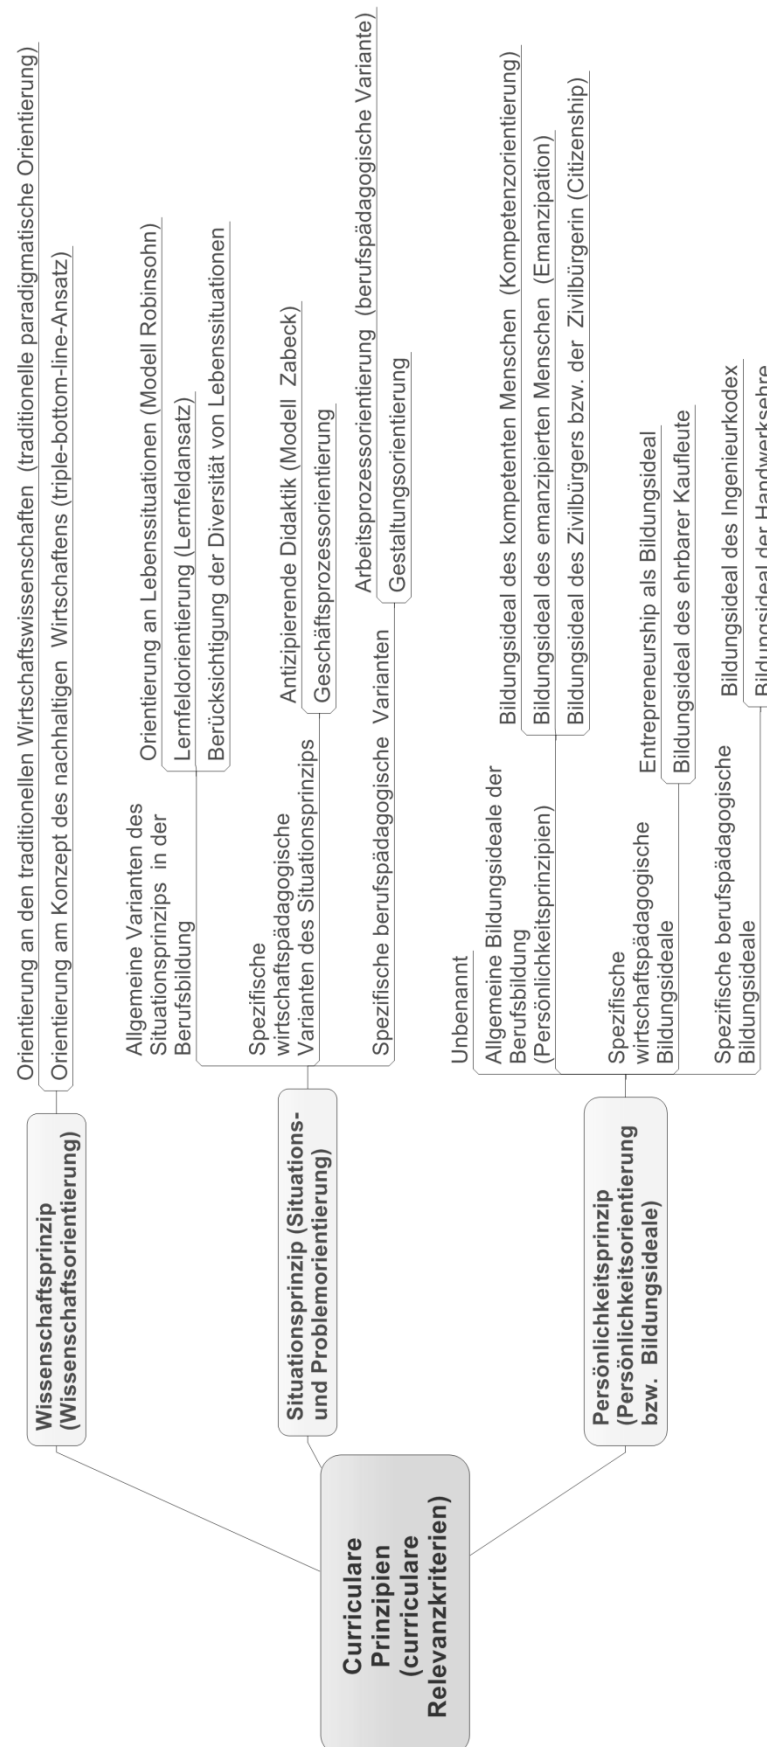 Curriculare
Prinzipien
(curriculare
Relevanzkriterien)
Wissenschaftsprinzip
(Wissenschaftsorientierung)
Orientierung an den traditionellen Wirtschaftswissenschaften (traditionelle paradigmatische Orientierung)
Orientierung am Konzept des nachhaltigen Wirtschaftens (triple-bottom-line-Ansatz)
Situationsprinzip (Situations-
und Problemorientierung)
Allgemeine Varianten des
Situationsprinzips in der
Berufsbildung
Orientierung an Lebenssituationen (Modell Robinsohn)
Lernfeldorientierung (Lernfeldansatz)
Berücksichtigung der Diversität von Lebenssituationen
Spezifische
wirtschaftspädagogische
Varianten des Situationsprinzips
Antizipierende Didaktik (Modell Zabeck)
Geschäftsprozessorientierung
Spezifische berufspädagogische Varianten
Arbeitsprozessorientierung (berufspädagogische Variante)
Gestaltungsorientierung
Persönlichkeitsprinzip
(Persönlichkeitsorientierung
bzw. Bildungsideale)
Unbenannt
Allgemeine Bildungsideale der
Berufsbildung
(Persönlichkeitsprinzipien)
Bildungsideal des kompetenten Menschen (Kompetenzorientierung)
Bildungsideal des emanzipierten Menschen (Emanzipation)
Bildungsideal des Zivilbürgers bzw. der Zivilbürgerin (Citizenship)
Spezifische
wirtschaftspädagogische
Bildungsideale
Entrepreneurship als Bildungsideal
Bildungsideal des ehrbarer Kaufleute
Spezifische berufspädagogische
Bildungsideale
Bildungsideal des Ingenieurkodex
Bildungsideal der Handwerksehre